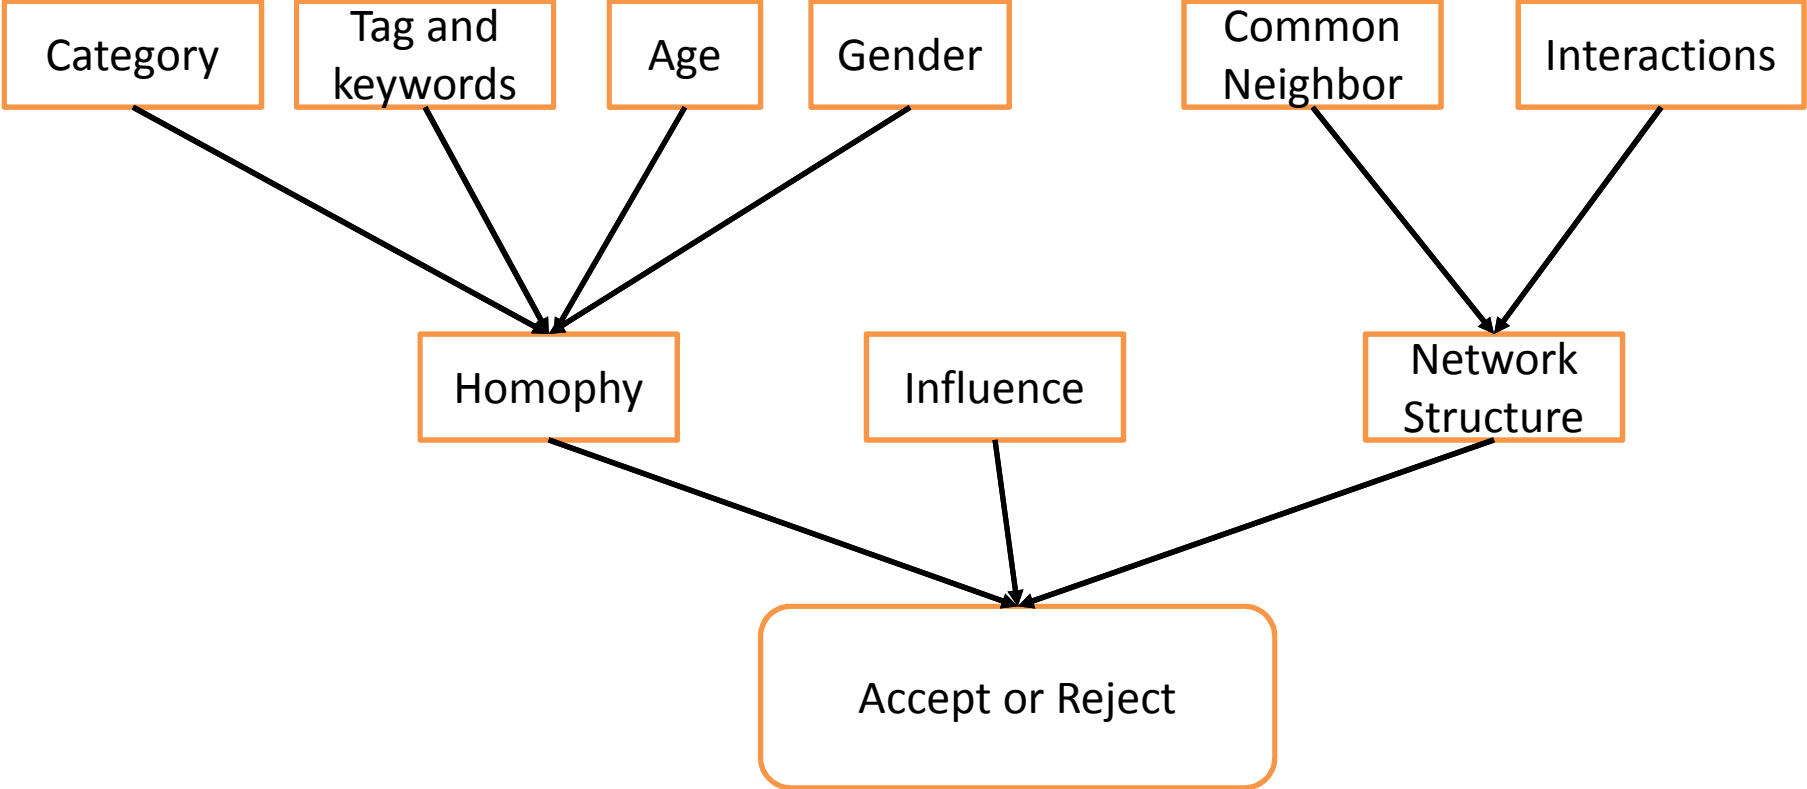 Category
Tag and
keywords
Age
Gender
Common
Neighbor
Interactions
Homophy
Influence
Network
Structure
Accept or Reject